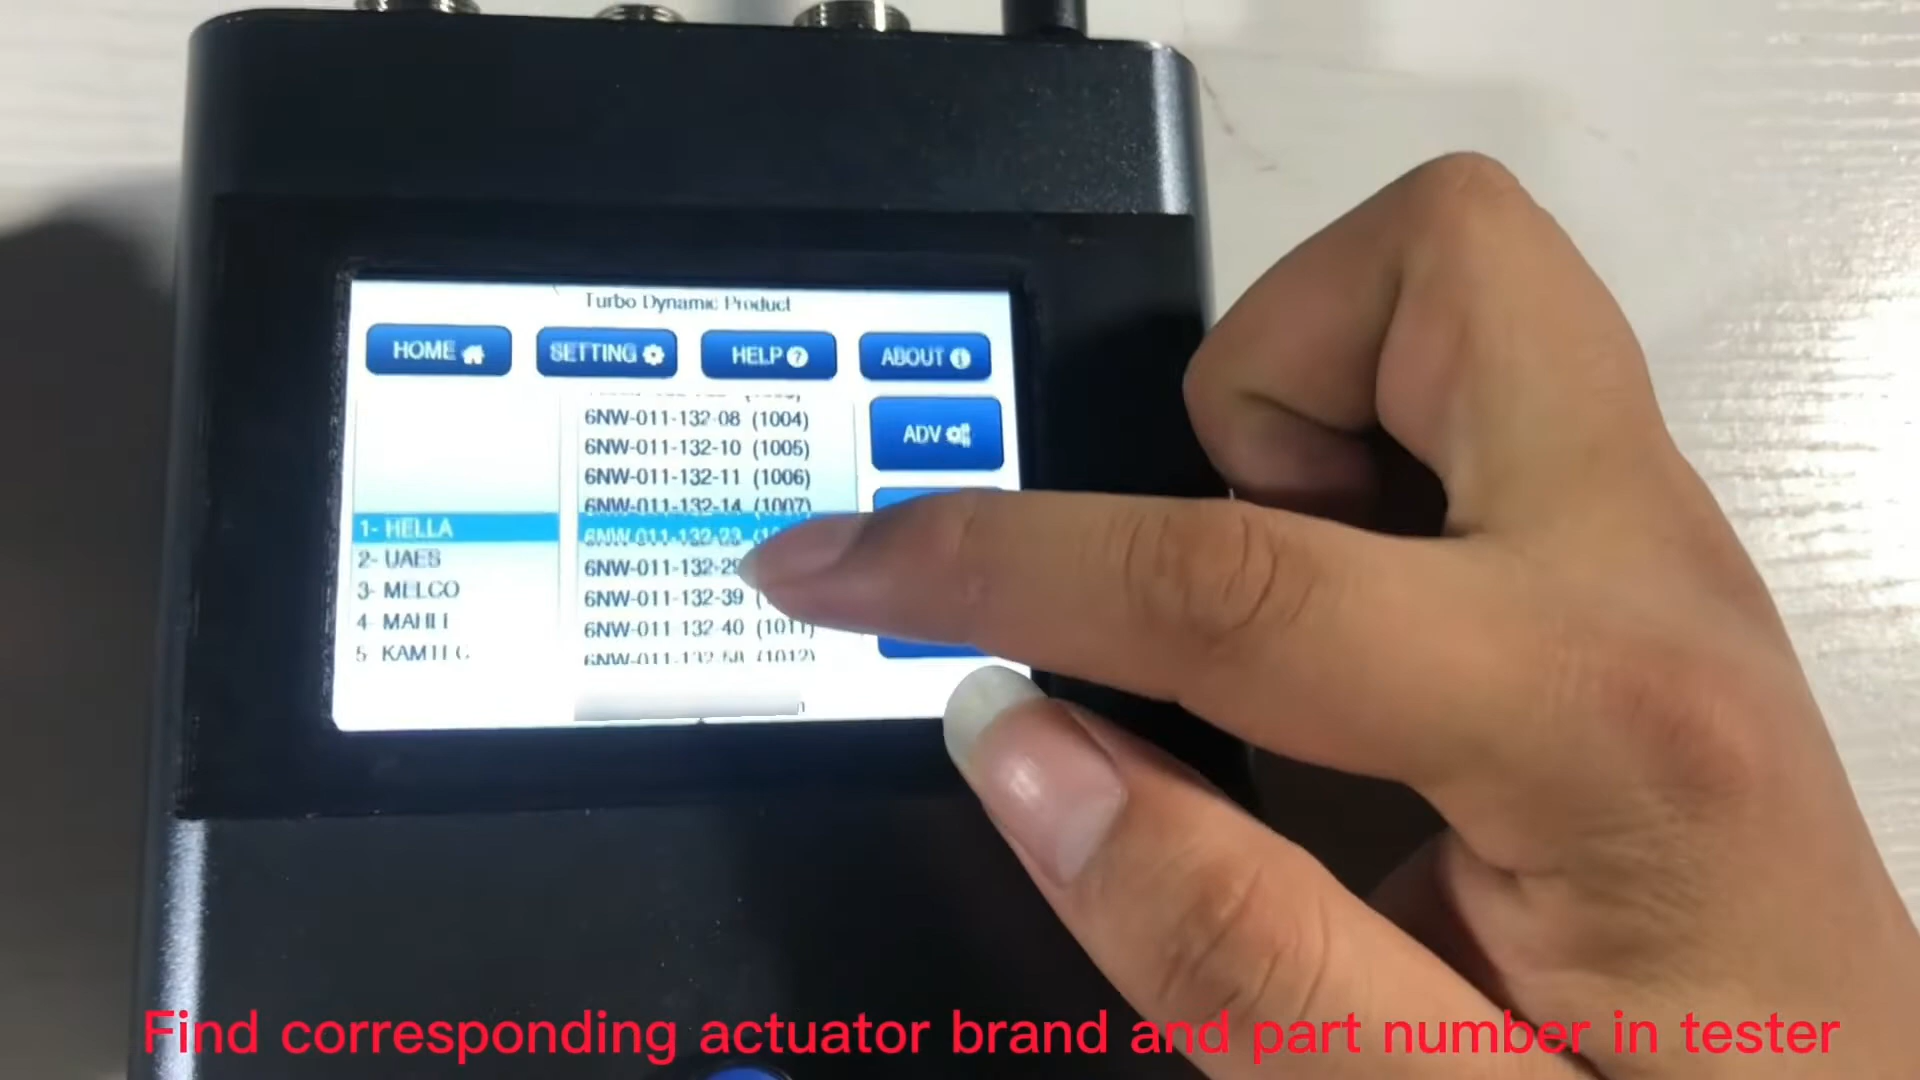 Turbo Dynamic Product
HOME
SETTING
HELP
ABOUT
6NW-011-132-08 (1004)
6NW-011-132-10 (1005)
6NW-011-132-11 (1006)
6NW-011-132-14 (1007)
6NW-011-132-23
6NW-011-132-29
6NW-011-132-39
6NW-011-132-40 (1011)
6NW-011-132-58 (1012)
1- HELLA
2- UAES
3- MELCO
4- MAHLE
5- KAMTEC
ADV
Find corresponding actuator brand and part number in tester